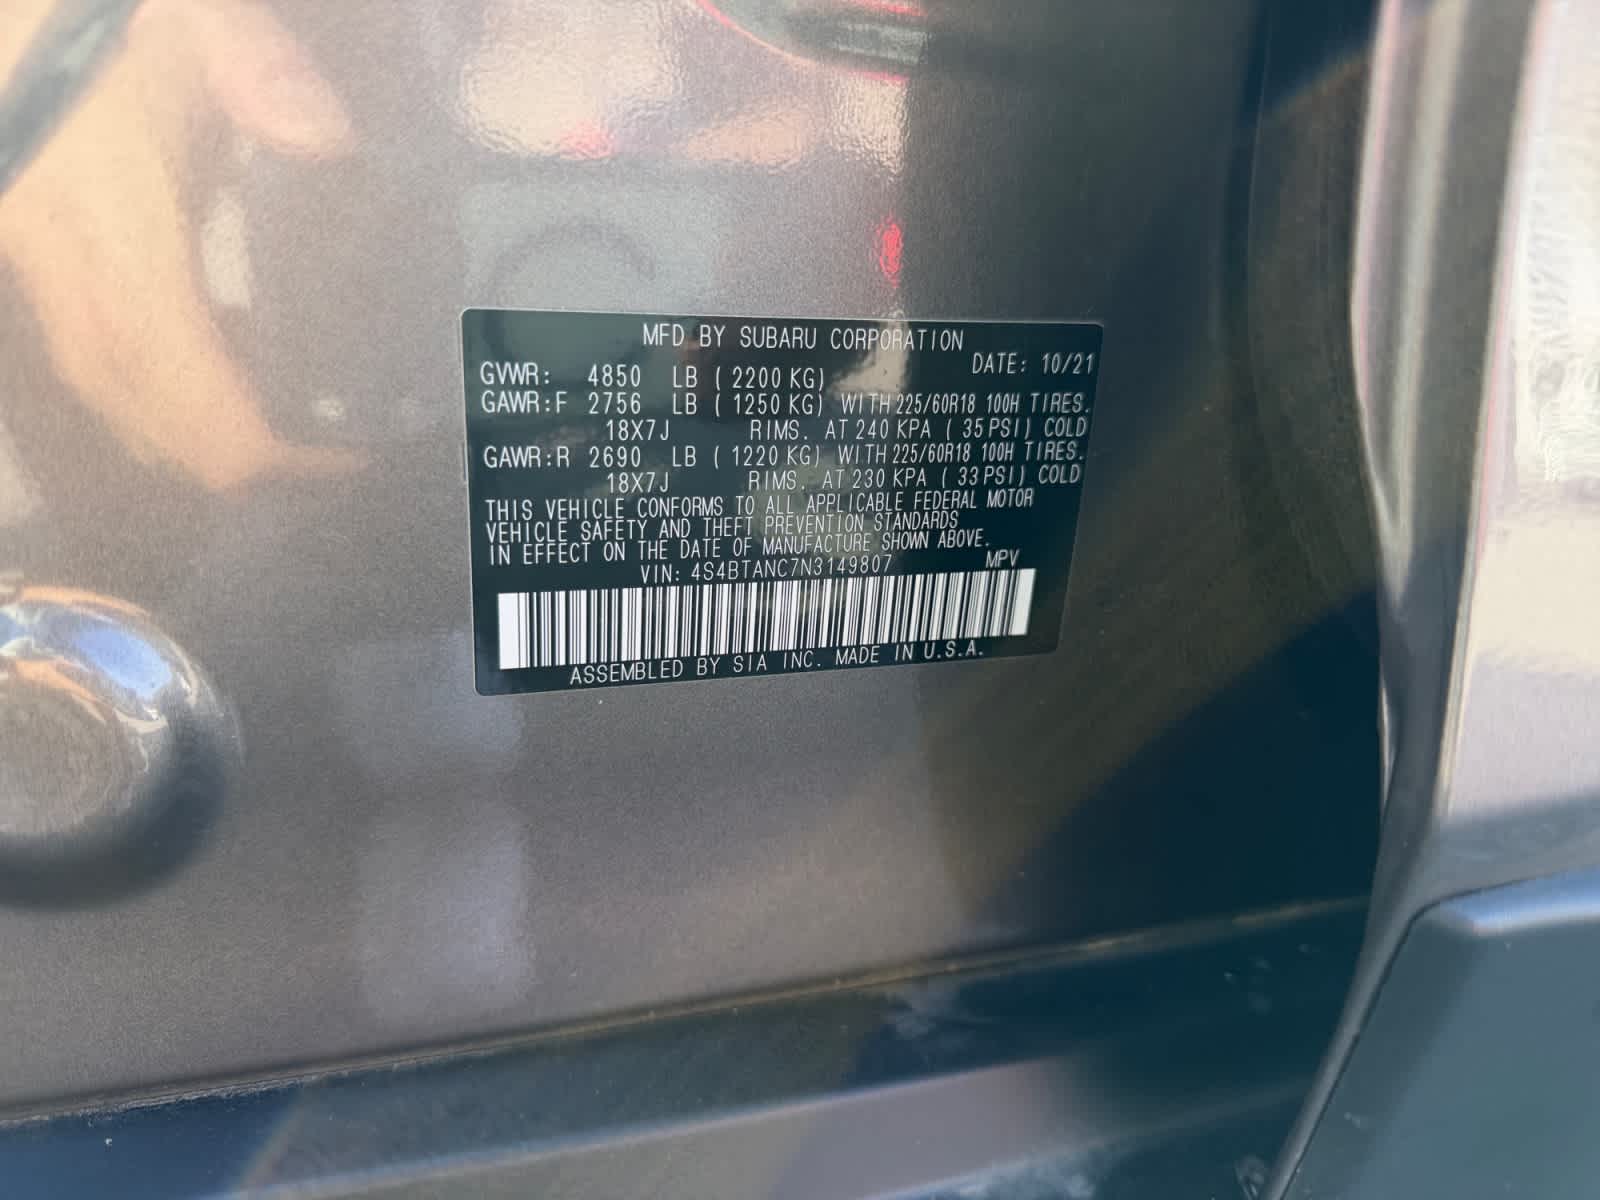 MFD BY SUBARU CORPORATION
DATE: 10/21
GVWR: 4850 LB ( 2200 KG)
GAWR:F 2756 LB ( 1250 KG) WITH 225/60R18 100H TIRES.
18X7J RIMS. AT 240 KPA ( 35 PSI) COLD
GAWR:R 2690 LB ( 1220 KG) WITH 225/60R18 100H TIRES.
18X7J RIMS. AT 230 KPA ( 33 PSI) COLD
THIS VEHICLE CONFORMS TO ALL APPLICABLE FEDERAL MOTOR
VEHICLE SAFETY AND THEFT PREVENTION STANDARDS
IN EFFECT ON THE DATE OF MANUFACTURE SHOWN ABOVE.
VIN: 4S4BTANC7N3149807 MPV
ASSEMBLED BY SIA INC. MADE IN U.S.A.